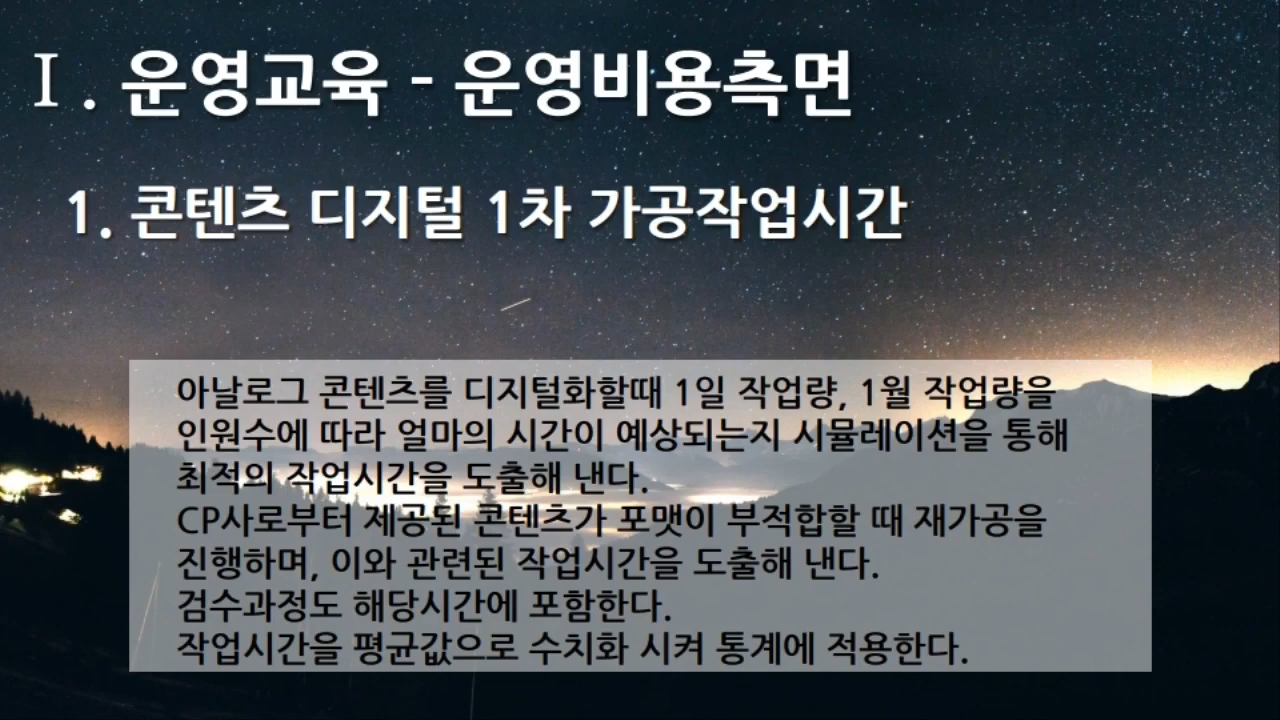 Ⅰ. 운영교육 - 운영비용측면
1. 콘텐츠 디지털 1차 가공작업시간
아날로그 콘텐츠를 디지털화할때 1일 작업량, 1월 작업량을
인원수에 따라 얼마의 시간이 예상되는지 시뮬레이션을 통해
최적의 작업시간을 도출해 낸다.
CP사로부터 제공된 콘텐츠가 포맷이 부적합할 때 재가공을
진행하며, 이와 관련된 작업시간을 도출해 낸다.
검수과정도 해당시간에 포함한다.
작업시간을 평균값으로 수치화 시켜 통계에 적용한다.